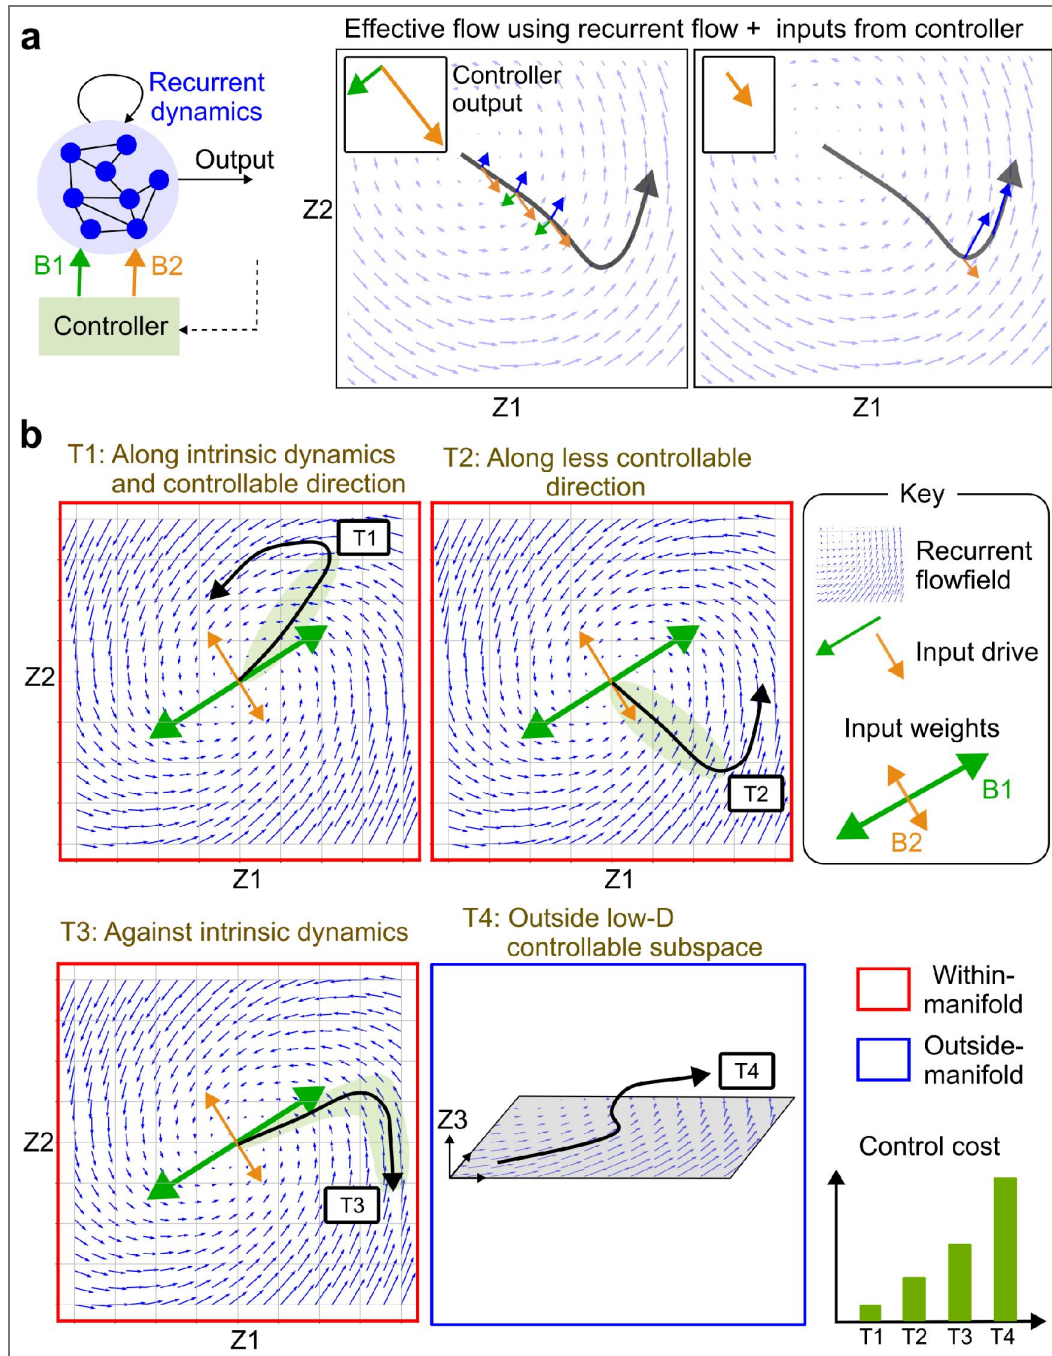 a
Effective flow using recurrent flow + inputs from controller
Recurrent
dynamics
Output
B1
B2
Controller
Controller
output
Z2
Z1
Z1
b
T1: Along intrinsic dynamics
and controllable direction
T2: Along less controllable
direction
T1
T2
Z2
Z1
Z1
Key
Recurrent
flowfield
Input drive
Input weights
B1
B2
T3: Against intrinsic dynamics
T4: Outside low-D
controllable subspace
T3
Z2
Z1
T4
Z3
Within-
manifold
Outside-
manifold
Control cost
T1 T2 T3 T4